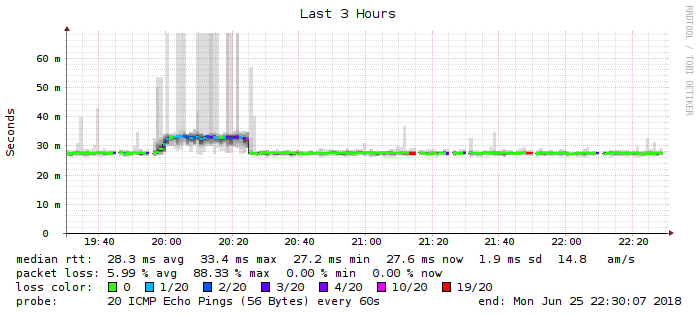 Last 3 Hours
RRDTOOL / TOBI OETIKER
Seconds
60 m
50 m
40 m
30 m
20 m
10 m
0
19:40 20:00 20:20 20:40 21:00 21:20 21:40 22:00 22:20
median rtt: 28.3 ms avg 33.4 ms max 27.2 ms min 27.6 ms now 1.9 ms sd 14.8 am/s
packet loss: 5.99 % avg 88.33 % max 0.00 % min 0.00 % now
loss color: 0 1/20 2/20 3/20 4/20 10/20 19/20
probe: 20 ICMP Echo Pings (56 Bytes) every 60s end: Mon Jun 25 22:30:07 2018